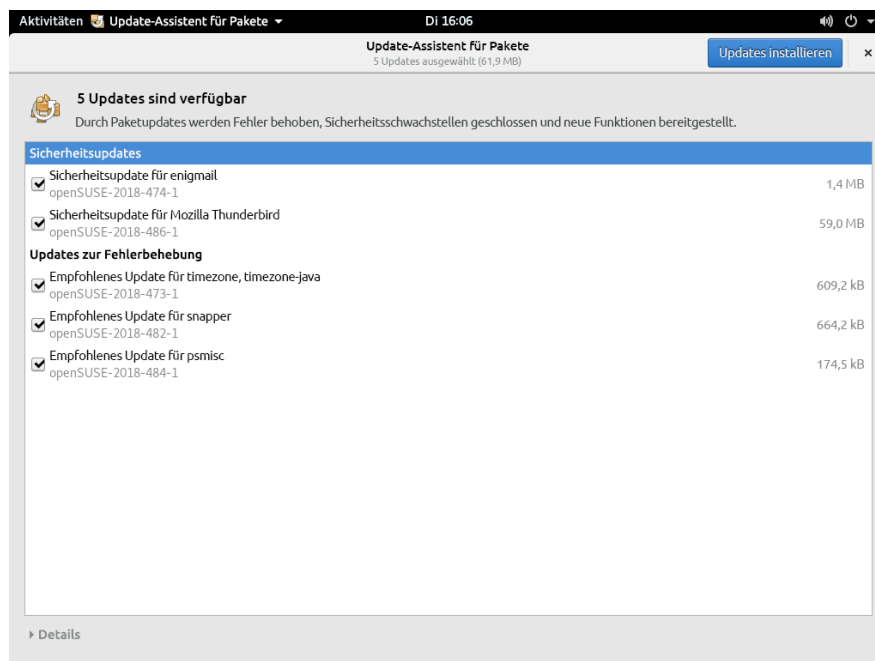 Aktivitäten Update-Assistent für Pakete Di 16:06
Update-Assistent für Pakete
5 Updates ausgewählt (61,9 MB)
Updates installieren ×
5 Updates sind verfügbar
Durch Paketupdates werden Fehler behoben, Sicherheitsschwachstellen geschlossen und neue Funktionen bereitgestellt.
Sicherheitsupdates
Sicherheitsupdate für enigmail
openSUSE-2018-474-1
1,4 MB
Sicherheitsupdate für Mozilla Thunderbird
openSUSE-2018-486-1
59,0 MB
Updates zur Fehlerbehebung
Empfohlenes Update für timezone, timezone-java
openSUSE-2018-473-1
609,2 kB
Empfohlenes Update für snapper
openSUSE-2018-482-1
664,2 kB
Empfohlenes Update für psmisc
openSUSE-2018-484-1
174,5 kB
Details